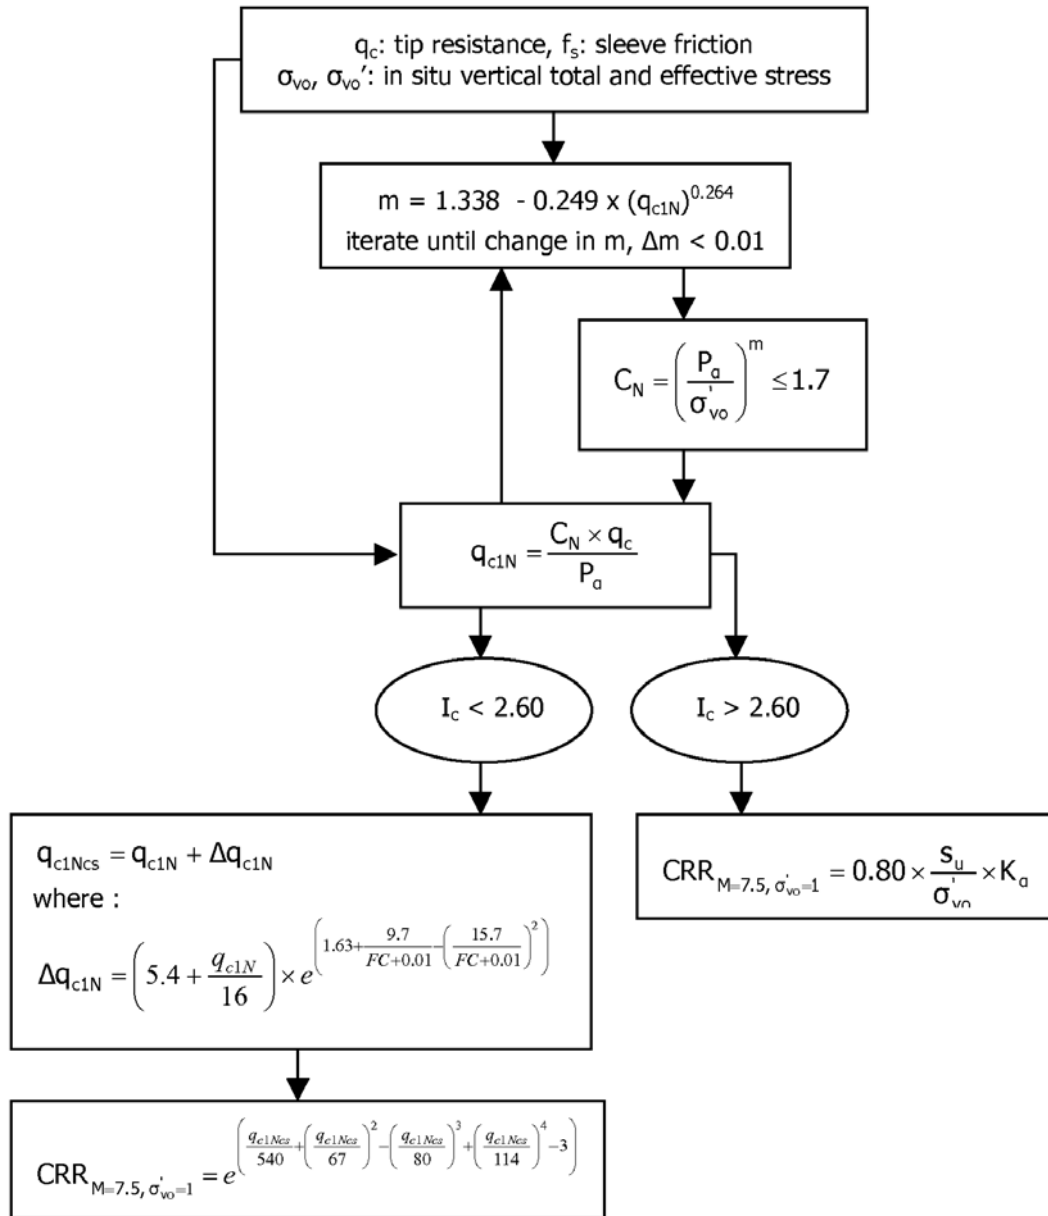 q_c: tip resistance, f_s: sleeve friction
σ_vo, σ_vo′: in situ vertical total and effective stress
m = 1.338 - 0.249 x (q_c1N)^0.264
iterate until change in m, Δm < 0.01
C_N = (P_a / σ'_vo)^m ≤ 1.7
q_c1N = (C_N × q_c) / P_a
I_c < 2.60
I_c > 2.60
q_c1Ncs = q_c1N + Δq_c1N
where :
Δq_c1N = (5.4 + q_c1N/16) × e^(1.63 + 9.7/(FC+0.01) - (15.7/(FC+0.01))^2)
CRR_M=7.5, σ'_vo=1 = 0.80 × s_u/σ'_vo × K_α
CRR_M=7.5, σ'_vo=1 = e^(q_c1Ncs/540 + (q_c1Ncs/67)^2 - (q_c1Ncs/80)^3 + (q_c1Ncs/114)^4 - 3)